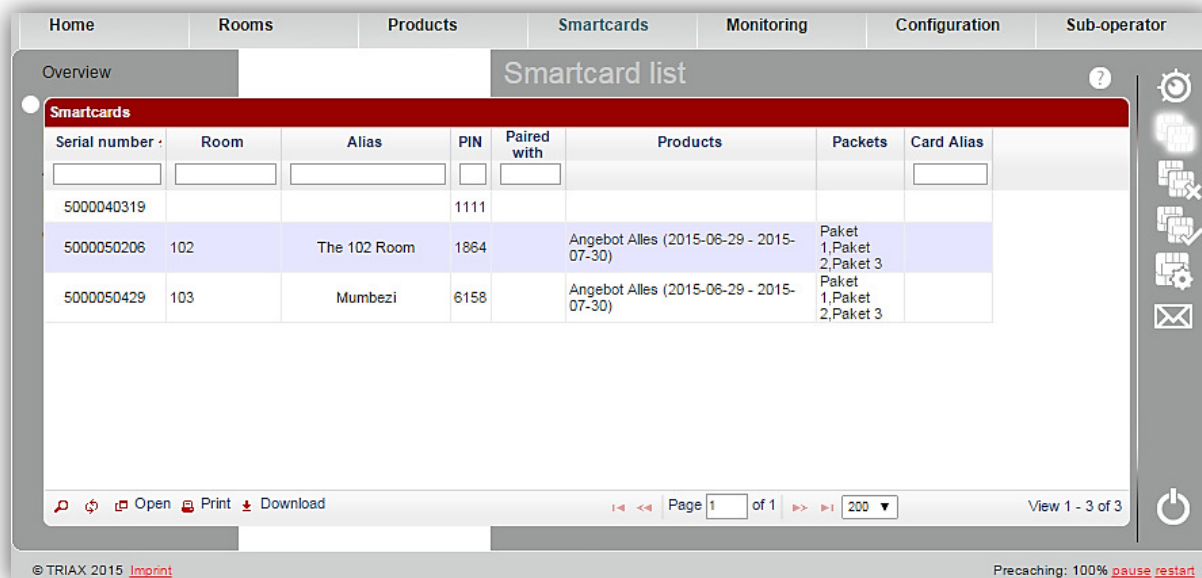 Home Rooms Products Smartcards Monitoring Configuration Sub-operator
Overview
Smartcard list
?
Smartcards
Serial number Room Alias PIN Paired with Products Packets Card Alias
5000040319 1111
5000050206 102 The 102 Room 1864 Angebot Alles (2015-06-29 - 2015-07-30) Paket 1,Paket 2,Paket 3
5000050429 103 Mumbezi 6158 Angebot Alles (2015-06-29 - 2015-07-30) Paket 1,Paket 2,Paket 3
Open Print Download Page 1 of 1 200 View 1 - 3 of 3
© TRIAX 2015 Imprint Precaching: 100% pause restart